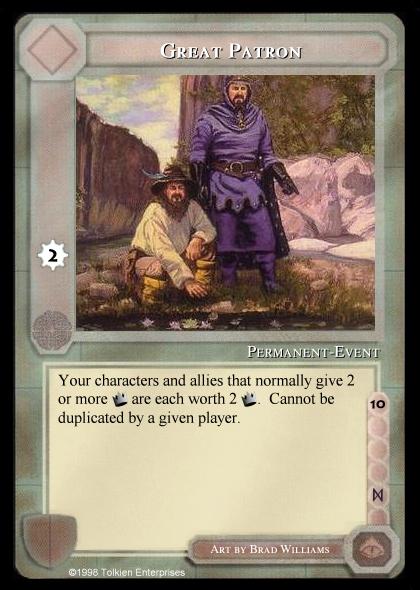 Great Patron
2
Permanent-Event
Your characters and allies that normally give 2
or more are each worth 2 . Cannot be
duplicated by a given player.
10
ᛞ
Art by Brad Williams
©1998 Tolkien Enterprises